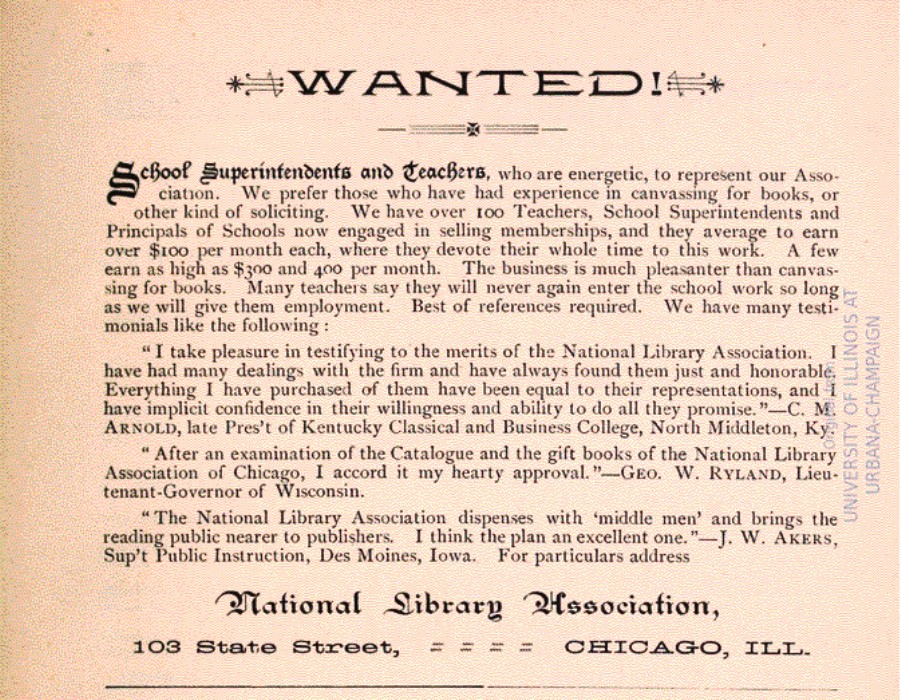 WANTED!
School Superintendents and Teachers, who are energetic, to represent our Asso-
ciation. We prefer those who have had experience in canvassing for books, or
other kind of soliciting. We have over 100 Teachers, School Superintendents and
Principals of Schools now engaged in selling memberships, and they average to earn
over $100 per month each, where they devote their whole time to this work. A few
earn as high as $300 and 400 per month. The business is much pleasanter than canvas-
sing for books. Many teachers say they will never again enter the school work so long
as we will give them employment. Best of references required. We have many testi-
monials like the following :
“ I take pleasure in testifying to the merits of the National Library Association. I
have had many dealings with the firm and have always found them just and honorable.
Everything I have purchased of them have been equal to their representations, and I
have implicit confidence in their willingness and ability to do all they promise.”—C. M.
ARNOLD, late Pres’t of Kentucky Classical and Business College, North Middleton, Ky.
“ After an examination of the Catalogue and the gift books of the National Library
Association of Chicago, I accord it my hearty approval.”—GEO. W. RYLAND, Lieu-
tenant-Governor of Wisconsin.
“ The National Library Association dispenses with ‘middle men’ and brings the
reading public nearer to publishers. I think the plan an excellent one.”—J. W. AKERS,
Sup’t Public Instruction, Des Moines, Iowa. For particulars address
National Library Association,
103 State Street, = = = = CHICAGO, ILL.
UNIVERSITY OF ILLINOIS AT
URBANA-CHAMPAIGN